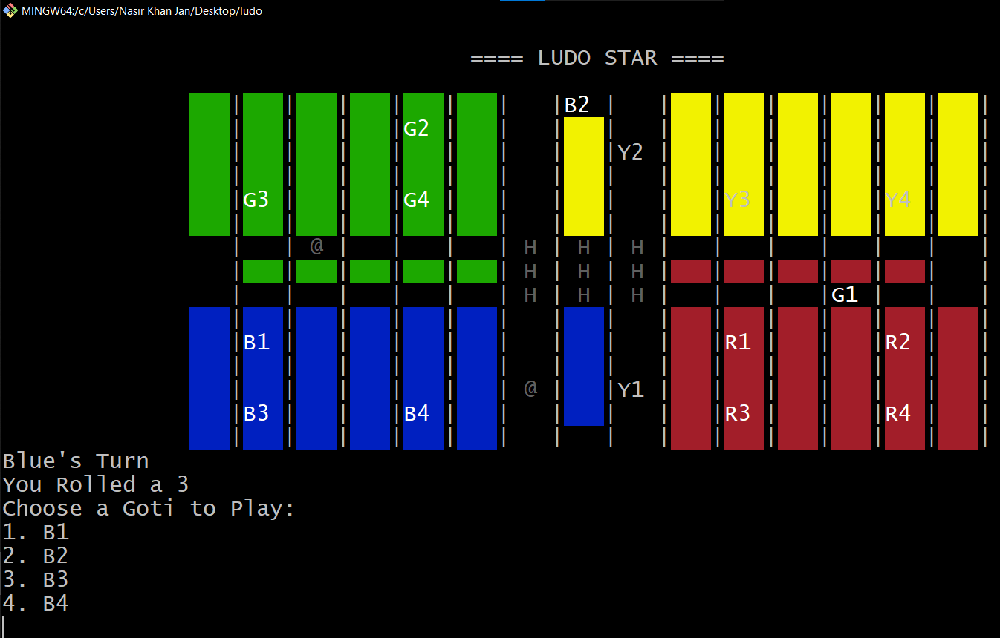 MINGW64:/c/Users/Nasir Khan Jan/Desktop/ludo
==== LUDO STAR ====
B2
G2
Y2
G3 G4 Y3 Y4
@ H H H
H H H
H H H G1
B1 R1 R2
@ Y1
B3 B4 R3 R4
Blue's Turn
You Rolled a 3
Choose a Goti to Play:
1. B1
2. B2
3. B3
4. B4